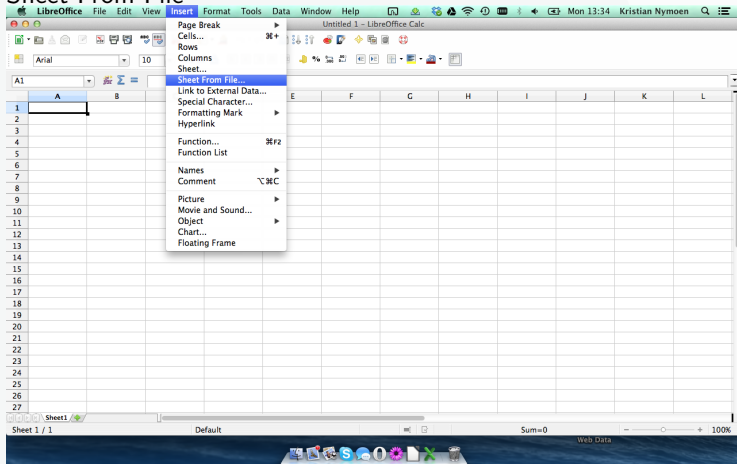 Sheet From File
LibreOffice File Edit View Insert Format Tools Data Window Help Mon 13:34 Kristian Nymoen
Untitled 1 - LibreOffice Calc
Arial 10
A1
A B E F G H I J K L
Page Break
Cells... ⌘+
Rows
Columns
Sheet...
Sheet From File...
Link to External Data...
Special Character...
Formatting Mark
Hyperlink
Function... ⌘F2
Function List
Names
Comment ⌥⌘C
Picture
Movie and Sound...
Object
Chart...
Floating Frame
1
2
3
4
5
6
7
8
9
10
11
12
13
14
15
16
17
18
19
20
21
22
23
24
25
26
27
Sheet1
Sheet 1 / 1 Default Sum=0 100%
Web Data